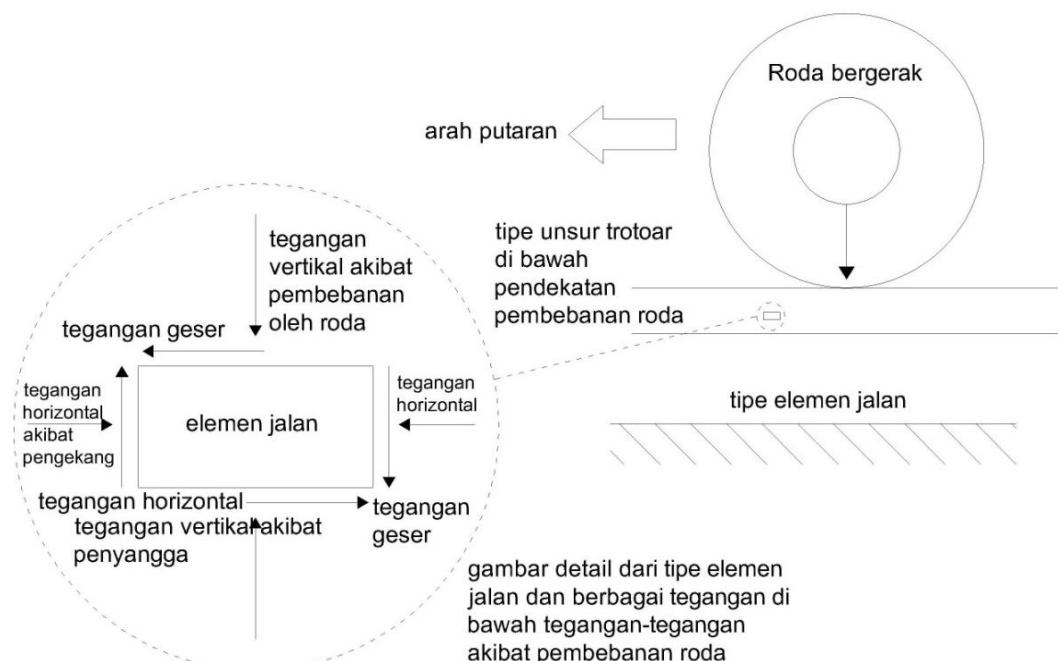 Roda bergerak
arah putaran
tipe unsur trotoar
di bawah
pendekatan
pembebanan roda
tegangan
vertikal akibat
pembebanan
oleh roda
tegangan geser
tegangan
horizontal
akibat
pengekang
tegangan
horizontal
elemen jalan
tipe elemen jalan
tegangan horizontal
tegangan vertikal akibat
penyangga
tegangan
geser
gambar detail dari tipe elemen
jalan dan berbagai tegangan di
bawah tegangan-tegangan
akibat pembebanan roda